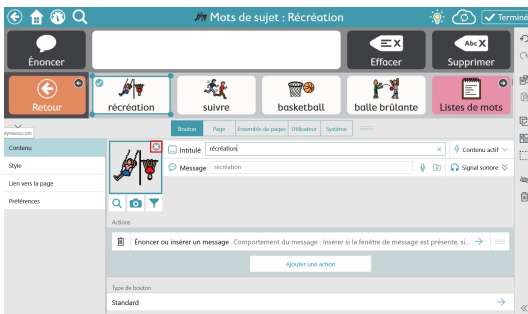 Mots de sujet : Récréation
Terminé
Énoncer
X
Effacer
Abc X
Supprimer
Retour
récréation
suivre
basketball
balle brûlante
Listes de mots
dynavox.com
Bouton
Page
Ensemble de pages
Utilisateur
Système
Contenu
Style
Lien vers la page
Préférences
Intitulé
récréation
Contenu actif
Message
récréation
Signal sonore
Actions
Énoncer ou insérer un message Comportement du message : Insérer si la fenêtre de message est présente, si...
Ajouter une action
Type de bouton
Standard